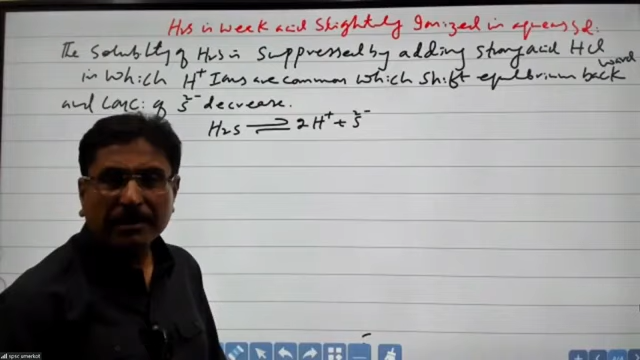 H₂S is week acid slightly Ionized in aqueous sol:
The Solubility of H₂S is suppressed by adding strong acid HCl
in which H⁺ Ions are common which shift equilibrium backward
and Conc: of S²⁻ decrease.
H₂S ⇌ 2H⁺ + S²⁻